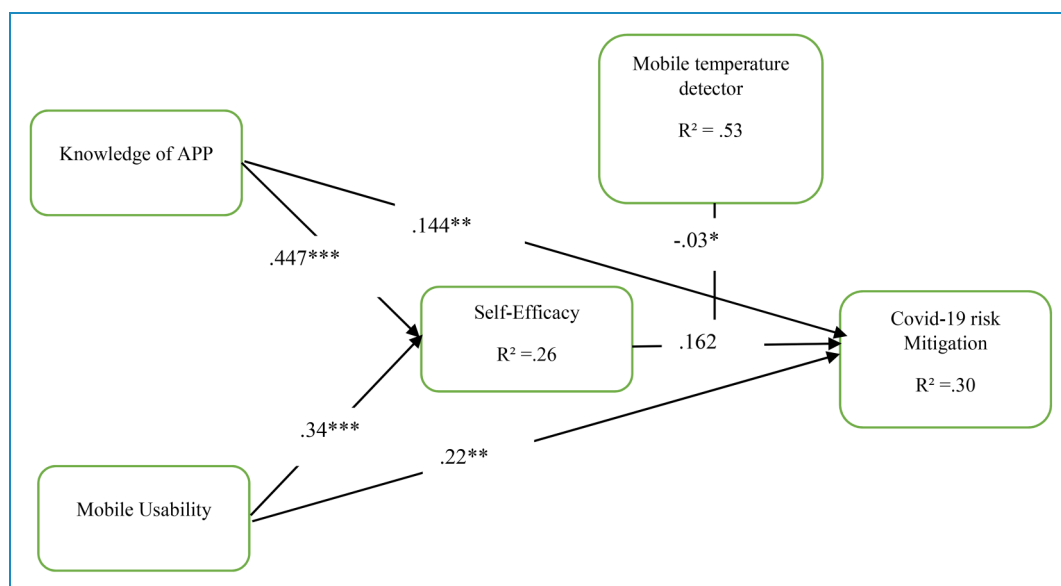 Mobile temperature
detector
R² = .53
Knowledge of APP
.144**
-.03*
.447***
Self-Efficacy
R² =.26
.162
Covid-19 risk
Mitigation
R² =.30
.34***
.22**
Mobile Usability